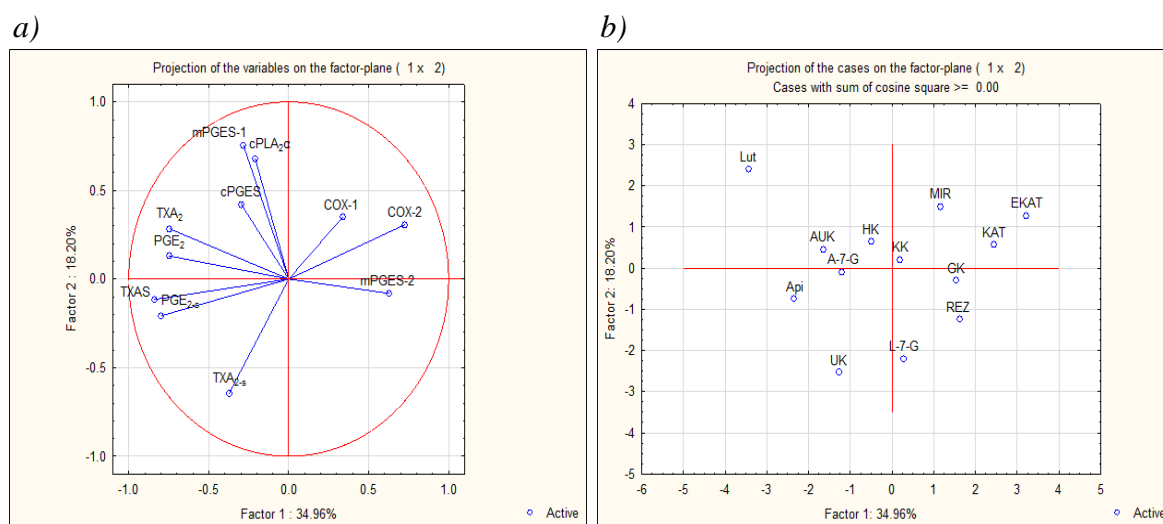 a)
Projection of the variables on the factor-plane ( 1 x 2)
1.0
mPGES-1
cPLA₂α
0.5
cPGES
COX-1
COX-2
TXA₂
PGE₂
0.0
mPGES-2
TXAS
PGE₂₋ₛ
-0.5
TXA₂₋ₛ
-1.0
-1.0 -0.5 0.0 0.5 1.0
Factor 2 : 18.20%
Factor 1 : 34.96%
Active
b)
Projection of the cases on the factor-plane ( 1 x 2)
Cases with sum of cosine square >= 0.00
4
3
Lut
2
MIR
EKAT
1
AUK
HK
KAT
KK
A-7-G
0
GK
Api
REZ
-1
L-7-G
-2
UK
-3
-4
-5
-6 -5 -4 -3 -2 -1 0 1 2 3 4 5
Factor 2: 18.20%
Factor 1: 34.96%
Active